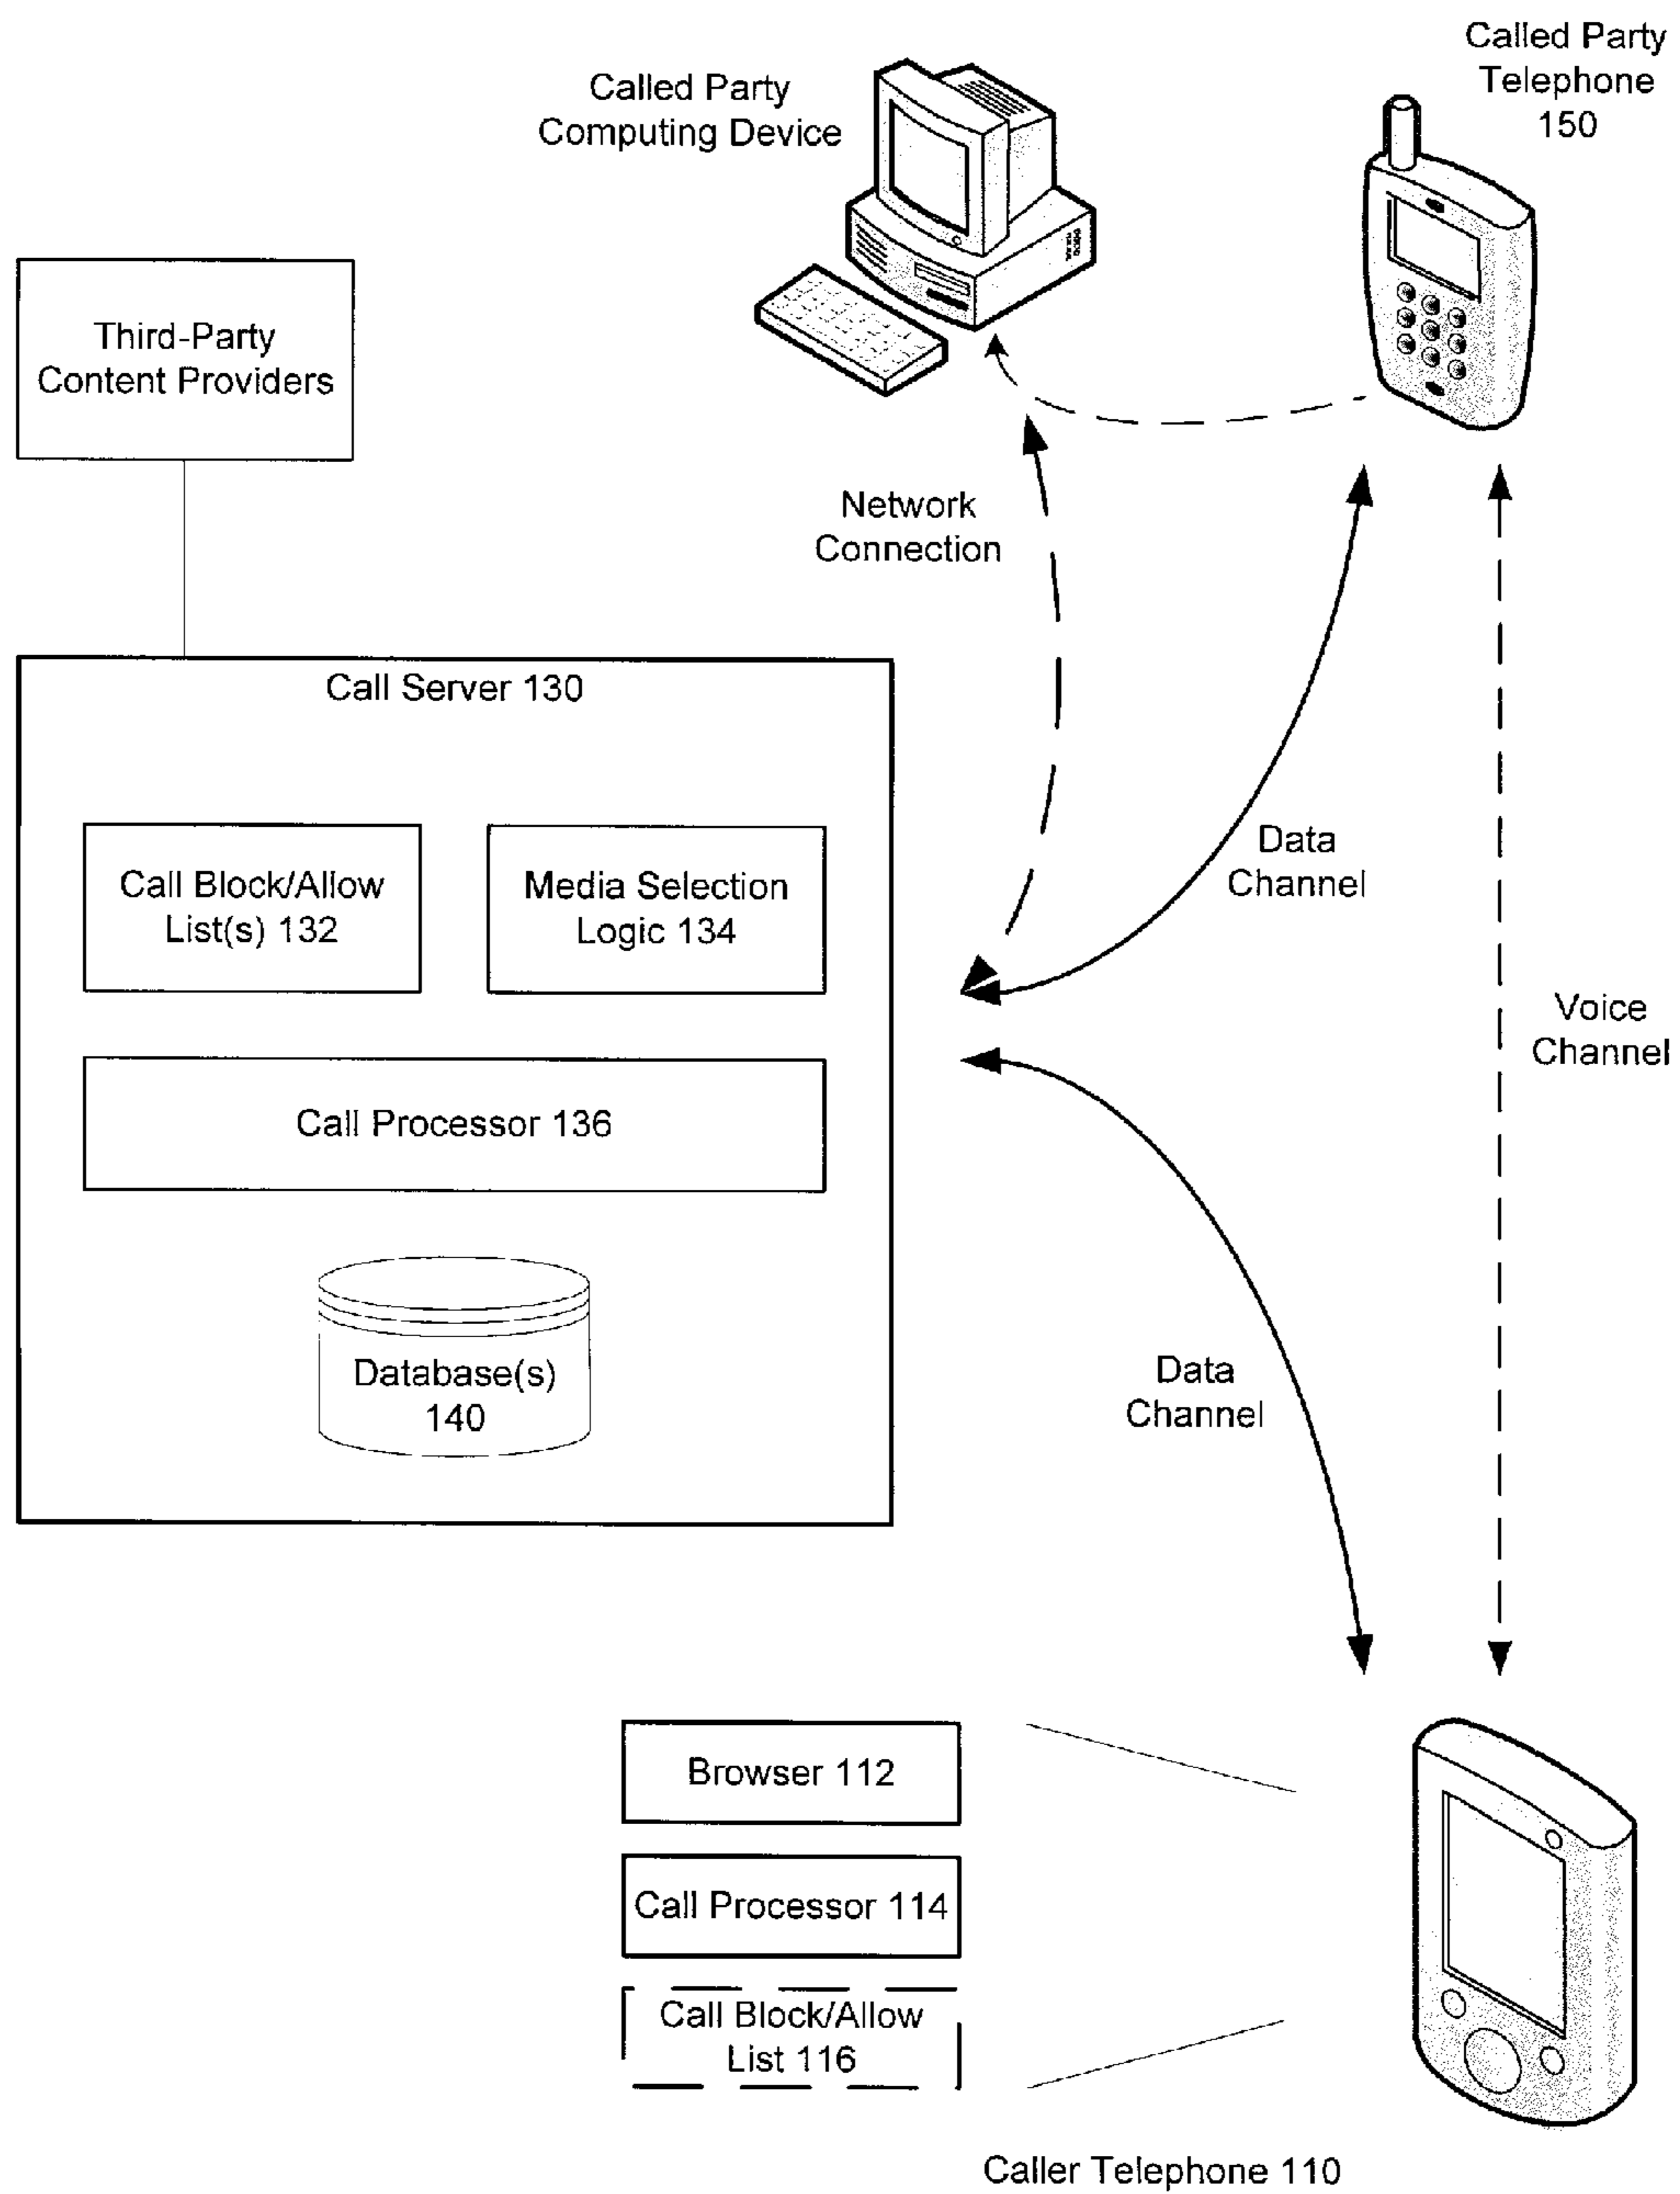 Called Party
Telephone
150
Called Party
Computing Device
Third-Party
Content Providers
Network
Connection
Call Server 130
Call Block/Allow
List(s) 132
Media Selection
Logic 134
Data
Channel
Voice
Channel
Call Processor 136
Database(s)
140
Data
Channel
Browser 112
Call Processor 114
Call Block/Allow
List 116
Caller Telephone 110